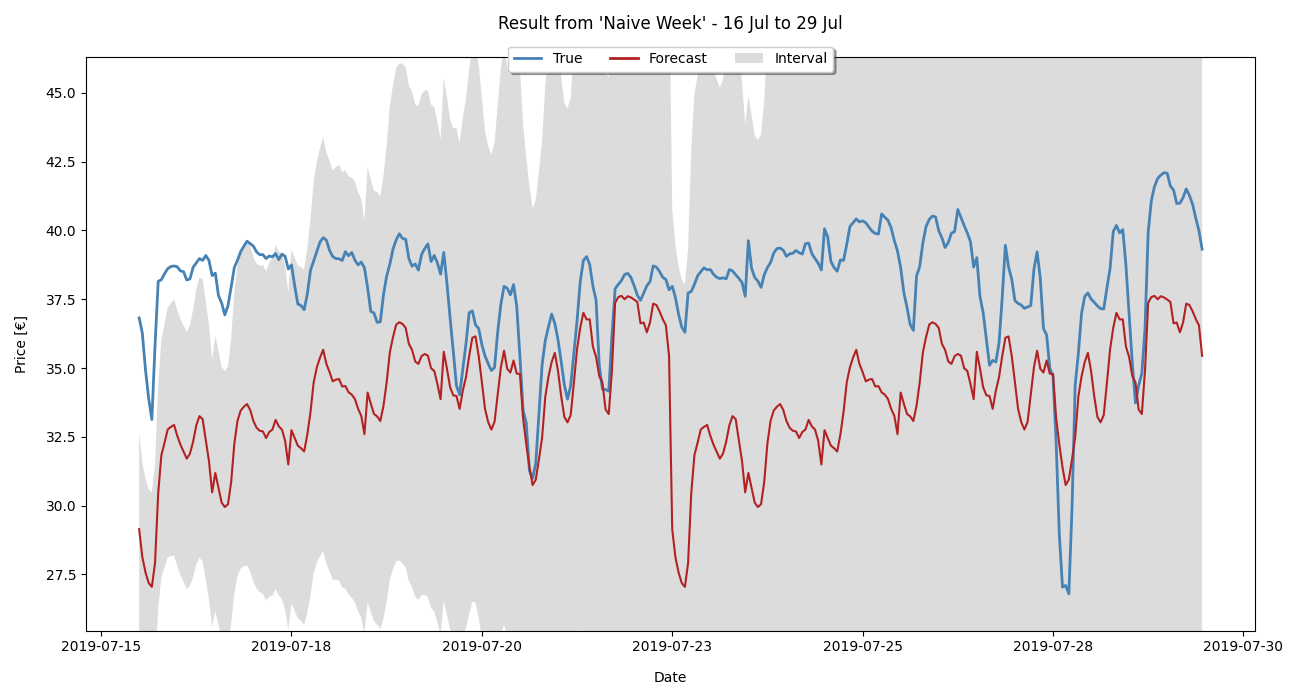 Result from 'Naive Week' - 16 Jul to 29 Jul
True Forecast Interval
45.0
42.5
40.0
37.5
35.0
32.5
30.0
27.5
Price [€]
2019-07-15 2019-07-18 2019-07-20 2019-07-23 2019-07-25 2019-07-28 2019-07-30
Date